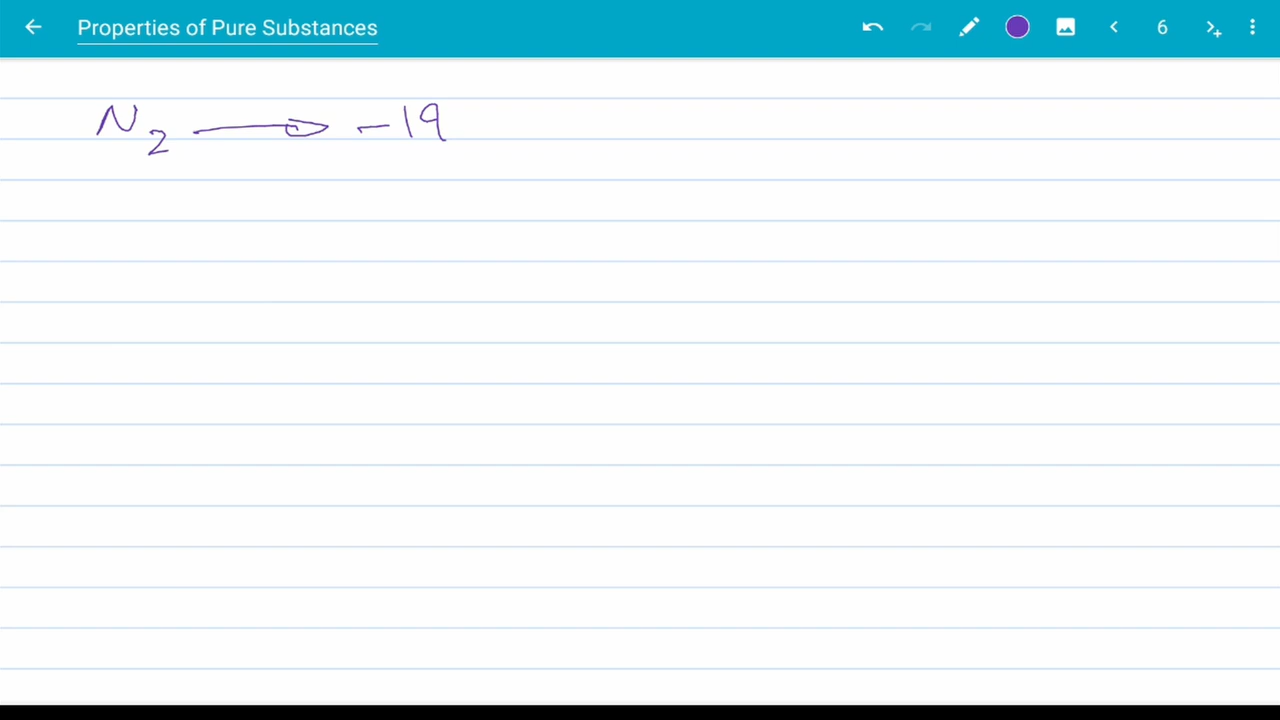 Properties of Pure Substances
6
N₂ → -19